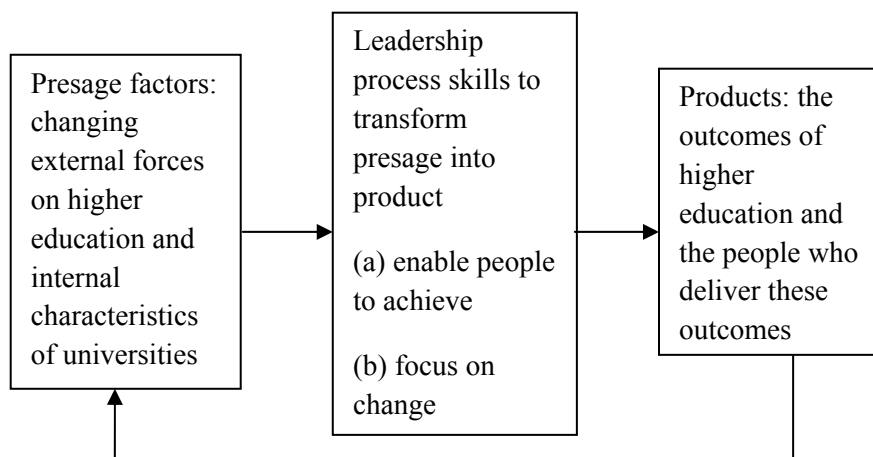 Presage factors:
changing
external forces
on higher
education and
internal
characteristics
of universities
Leadership
process skills to
transform
presage into
product
(a) enable people
to achieve
(b) focus on
change
Products: the
outcomes of
higher
education and
the people who
deliver these
outcomes